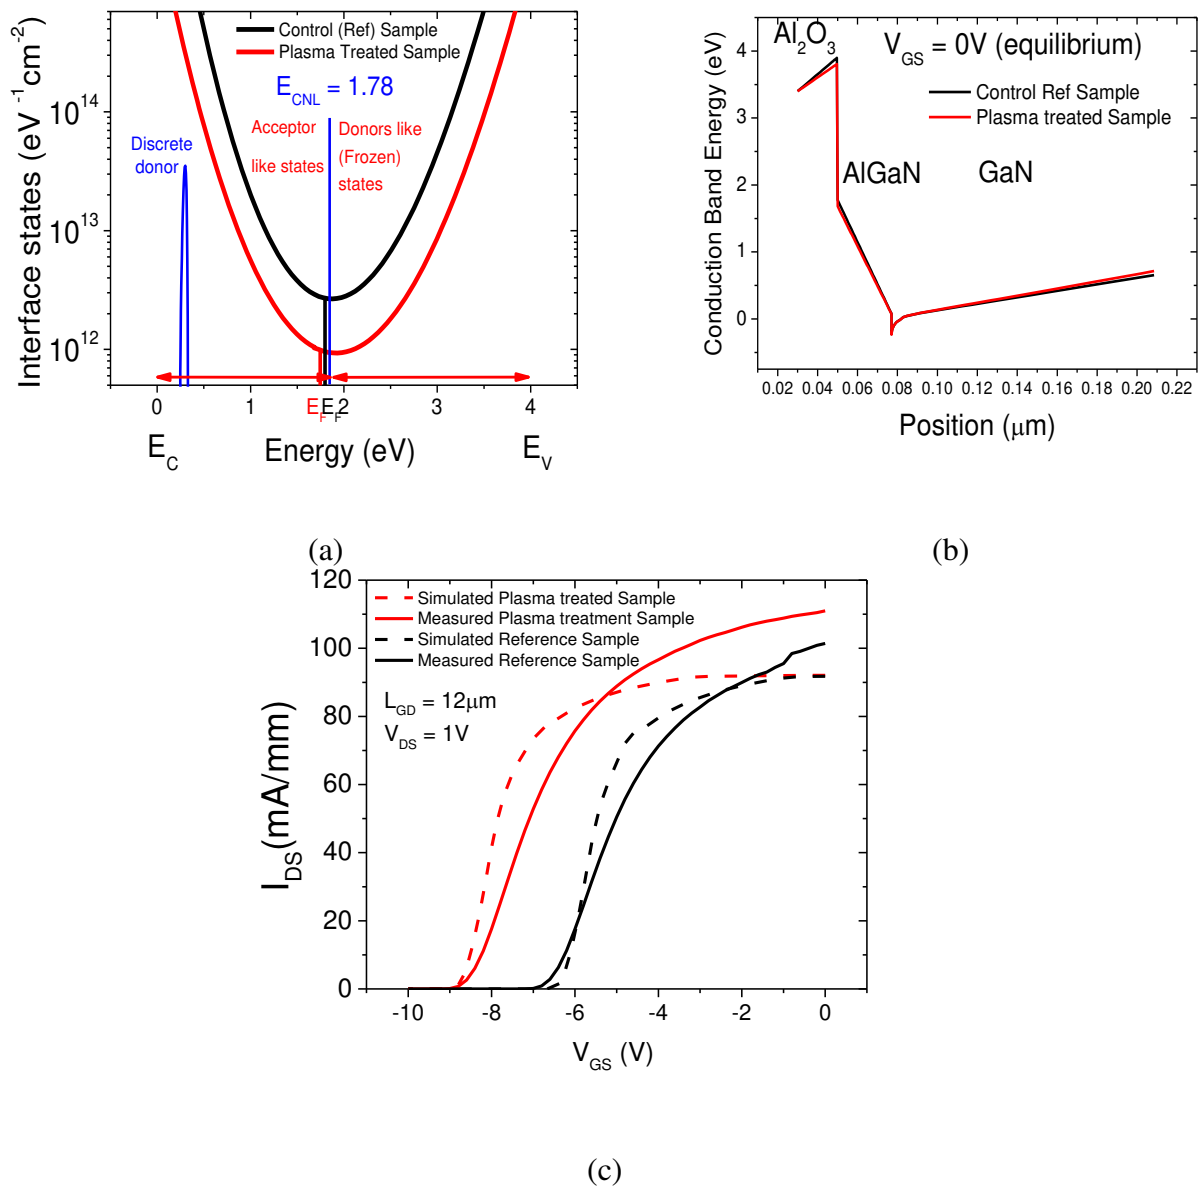 Interface states (eV⁻¹cm⁻²)
10¹⁴
10¹³
10¹²
Control (Ref) Sample
Plasma Treated Sample
E_CNL = 1.78
Discrete
donor
Acceptor
like states
Donors like
(Frozen)
states
0 1 E_F E_F 2 3 4
E_C Energy (eV) E_V
(a)
Conduction Band Energy (eV)
4
3
2
1
0
Al₂O₃
V_GS = 0V (equilibrium)
Control Ref Sample
Plasma treated Sample
AlGaN GaN
0.02 0.04 0.06 0.08 0.10 0.12 0.14 0.16 0.18 0.20 0.22
Position (μm)
(b)
I_DS(mA/mm)
120
100
80
60
40
20
0
Simulated Plasma treated Sample
Measured Plasma treatment Sample
Simulated Reference Sample
Measured Reference Sample
L_GD = 12μm
V_DS = 1V
-10 -8 -6 -4 -2 0
V_GS (V)
(c)